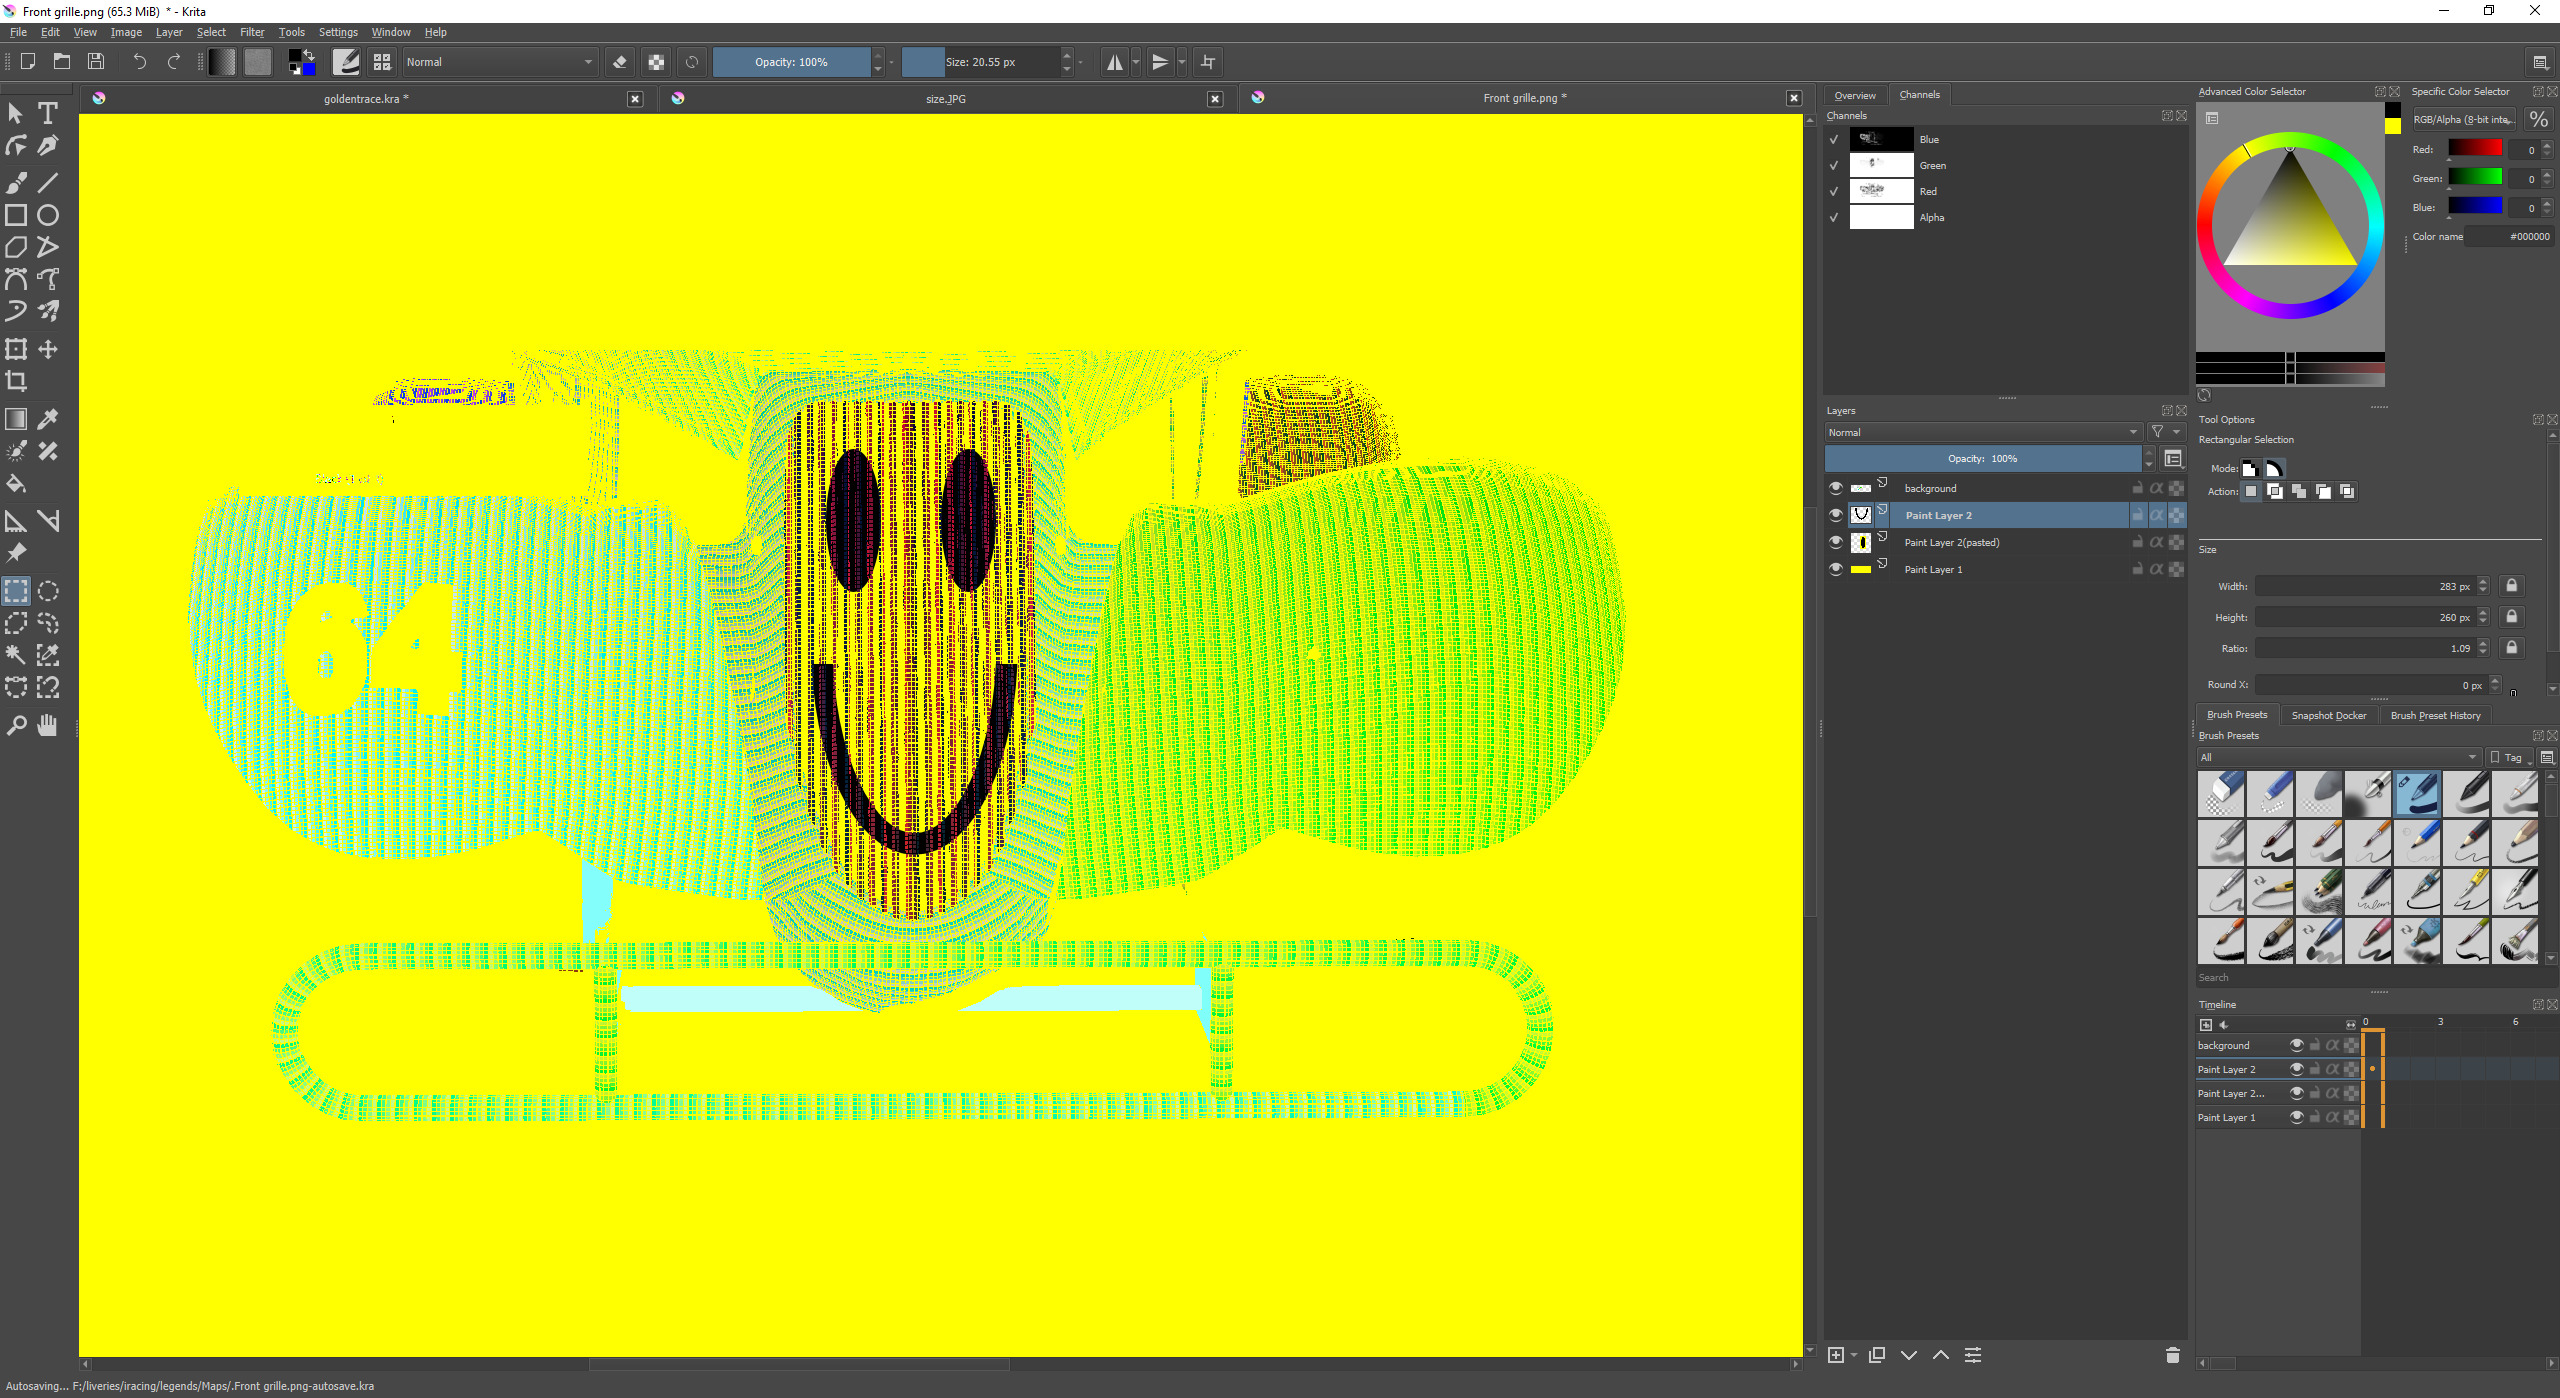 Front grille.png (65.3 MiB)  * - Krita
File Edit View Image Layer Select Filter Tools Settings Window Help
Normal
Opacity: 100%
Size: 20.55 px
goldentrace.kra *
size.JPG
Front grille.png *
64
Overview Channels
Channels
Blue
Green
Red
Alpha
Layers
Normal
Opacity: 100%
background
Paint Layer 2
Paint Layer 2(pasted)
Paint Layer 1
Advanced Color Selector
Specific Color Selector
RGB/Alpha (8-bit inte... %
Red: 0
Green: 0
Blue: 0
Color name #000000
Tool Options
Rectangular Selection
Mode:
Action:
Size
Width: 283 px
Height: 260 px
Ratio: 1.09
Round X: 0 px
Brush Presets Snapshot Docker Brush Preset History
Brush Presets
All Tag
Search
Timeline
0 3 6
background
Paint Layer 2
Paint Layer 2...
Paint Layer 1
Autosaving... F:/liveries/iracing/legends/Maps/.Front grille.png-autosave.kra